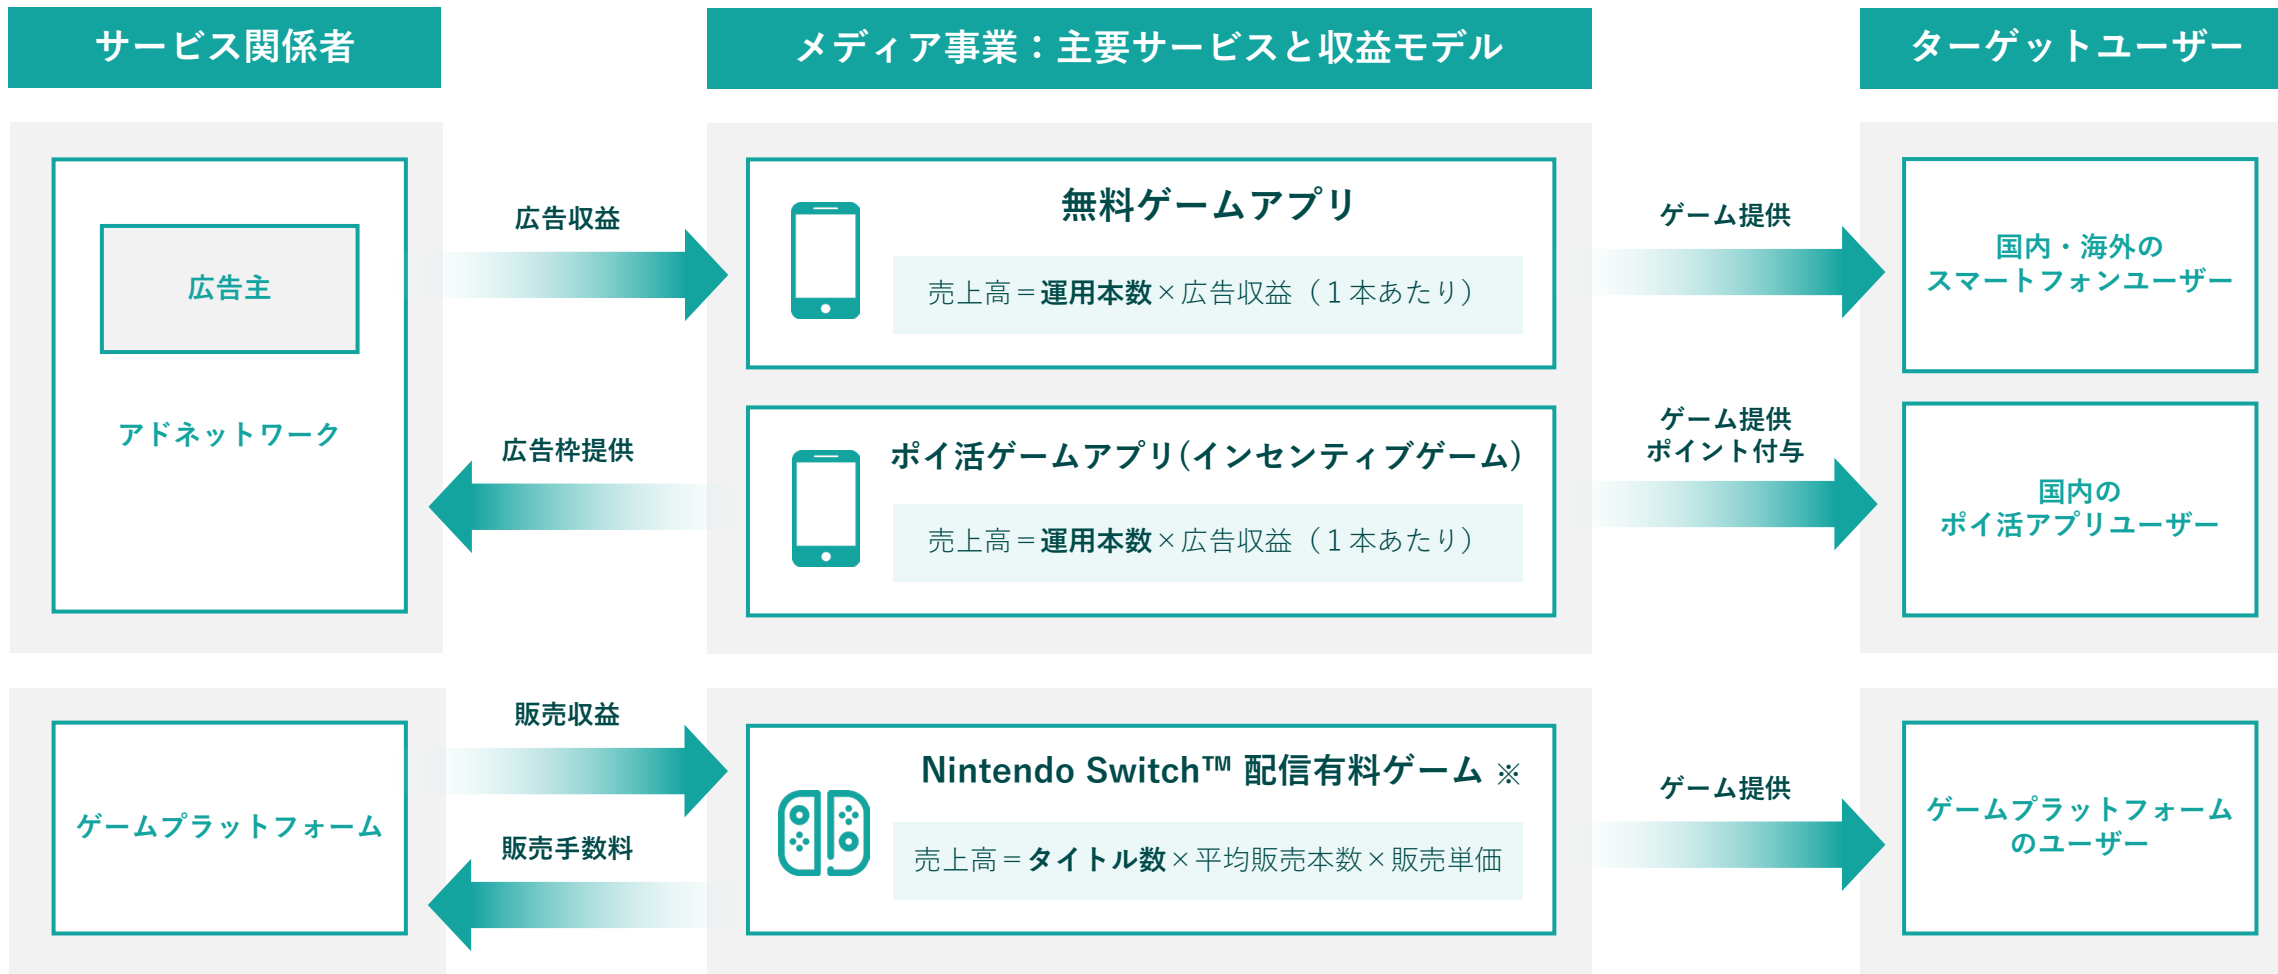 サービス関係者
メディア事業：主要サービスと収益モデル
ターゲットユーザー
広告主
アドネットワーク
広告収益
広告枠提供
無料ゲームアプリ
売上高＝運用本数×広告収益（１本あたり）
ポイ活ゲームアプリ(インセンティブゲーム)
売上高＝運用本数×広告収益（１本あたり）
ゲーム提供
ゲーム提供
ポイント付与
国内・海外の
スマートフォンユーザー
国内の
ポイ活アプリユーザー
ゲームプラットフォーム
販売収益
販売手数料
Nintendo Switch™ 配信有料ゲーム ※
売上高＝タイトル数×平均販売本数×販売単価
ゲーム提供
ゲームプラットフォーム
のユーザー